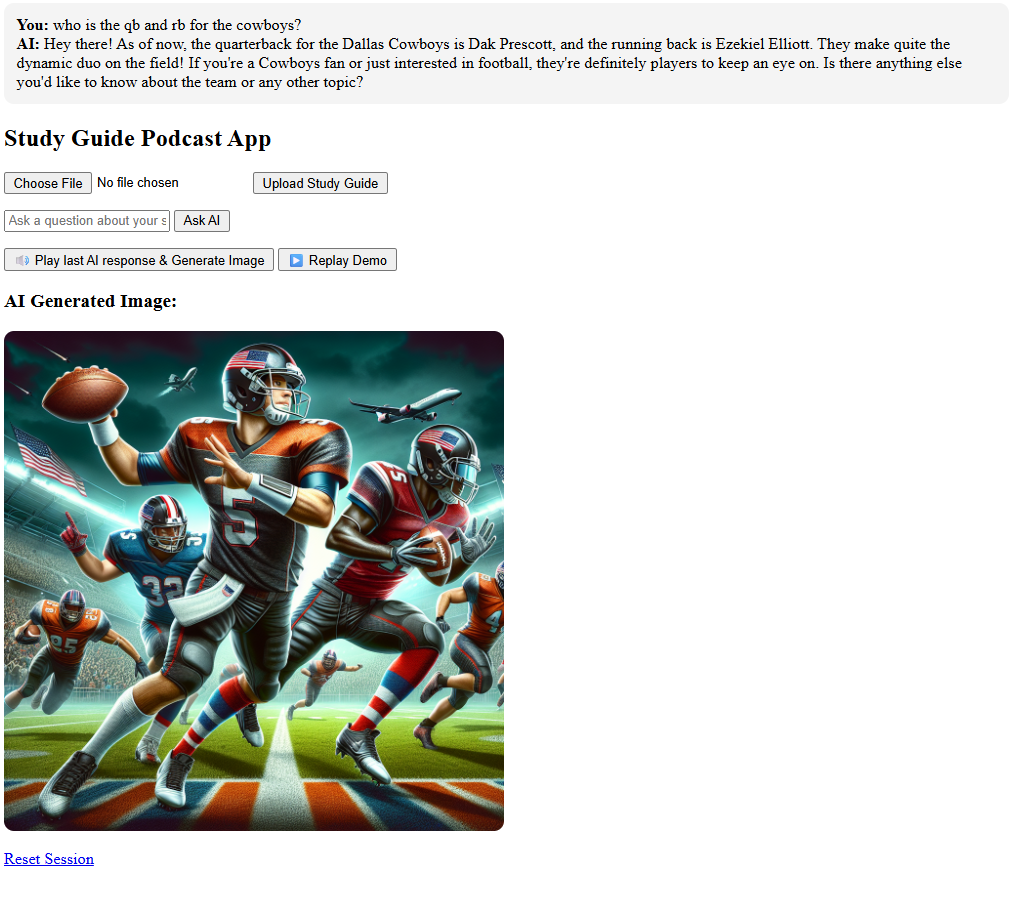 You: who is the qb and rb for the cowboys?
AI: Hey there! As of now, the quarterback for the Dallas Cowboys is Dak Prescott, and the running back is Ezekiel Elliott. They make quite the
dynamic duo on the field! If you're a Cowboys fan or just interested in football, they're definitely players to keep an eye on. Is there anything else
you'd like to know about the team or any other topic?
Study Guide Podcast App
Choose File No file chosen Upload Study Guide
Ask a question about your s Ask AI
Play last AI response & Generate Image Replay Demo
AI Generated Image:
5
32
25
4
Reset Session